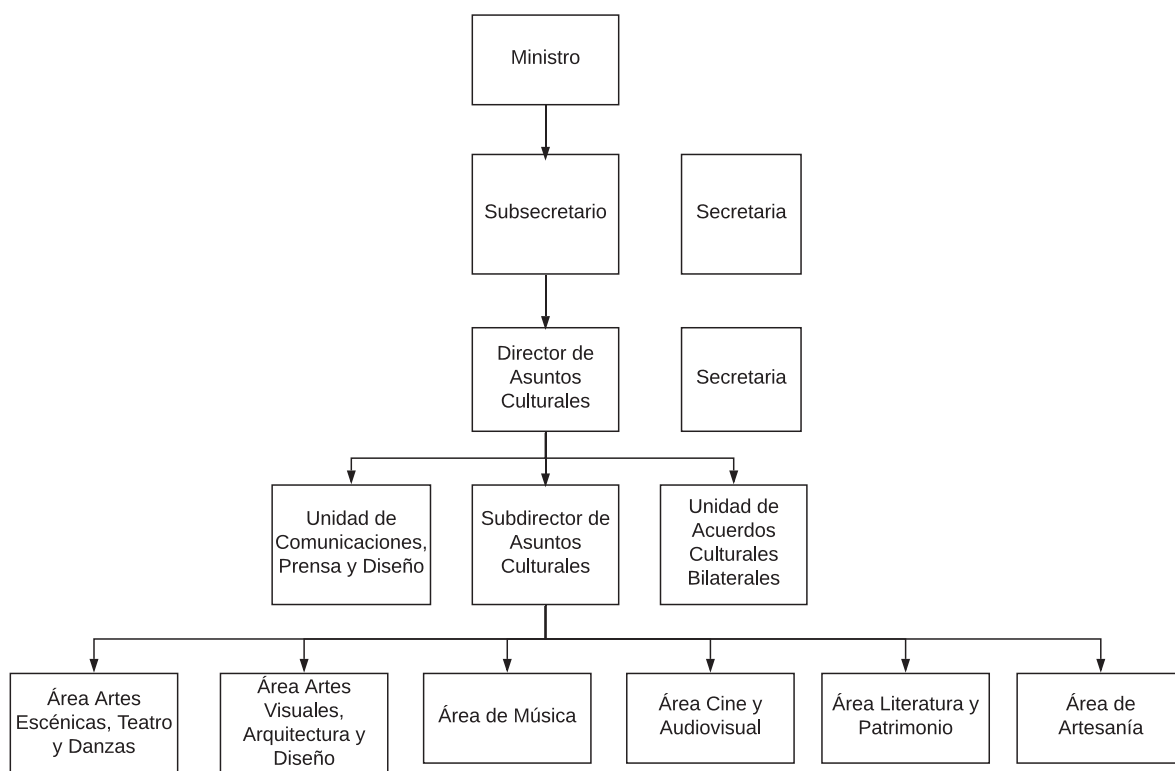 Ministro
Subsecretario
Secretaria
Director de
Asuntos
Culturales
Secretaria
Unidad de
Comunicaciones,
Prensa y Diseño
Subdirector de
Asuntos
Culturales
Unidad de
Acuerdos
Culturales
Bilaterales
Área Artes
Escénicas, Teatro
y Danzas
Área Artes
Visuales,
Arquitectura y
Diseño
Área de Música
Área Cine y
Audiovisual
Área Literatura y
Patrimonio
Área de
Artesanía